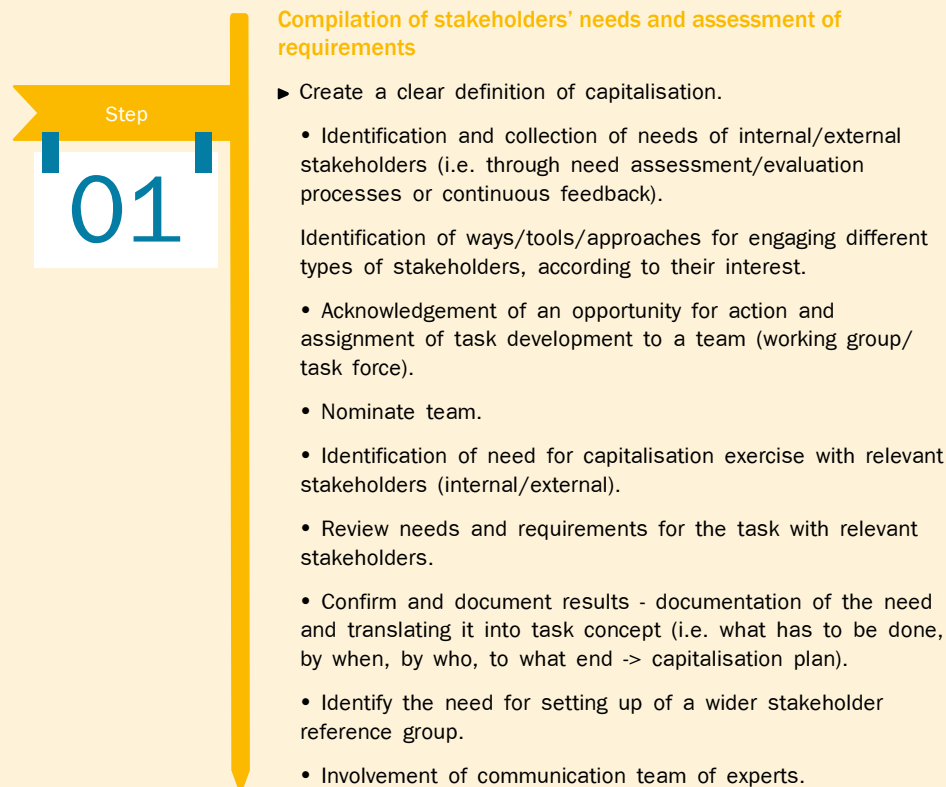 Compilation of stakeholders' needs and assessment of
requirements
► Create a clear definition of capitalisation.
Step
01
• Identification and collection of needs of internal/external
stakeholders (i.e. through need assessment/evaluation
processes or continuous feedback).
Identification of ways/tools/approaches for engaging different
types of stakeholders, according to their interest.
• Acknowledgement of an opportunity for action and
assignment of task development to a team (working group/
task force).
• Nominate team.
• Identification of need for capitalisation exercise with relevant
stakeholders (internal/external).
• Review needs and requirements for the task with relevant
stakeholders.
• Confirm and document results - documentation of the need
and translating it into task concept (i.e. what has to be done,
by when, by who, to what end -> capitalisation plan).
• Identify the need for setting up of a wider stakeholder
reference group.
• Involvement of communication team of experts.